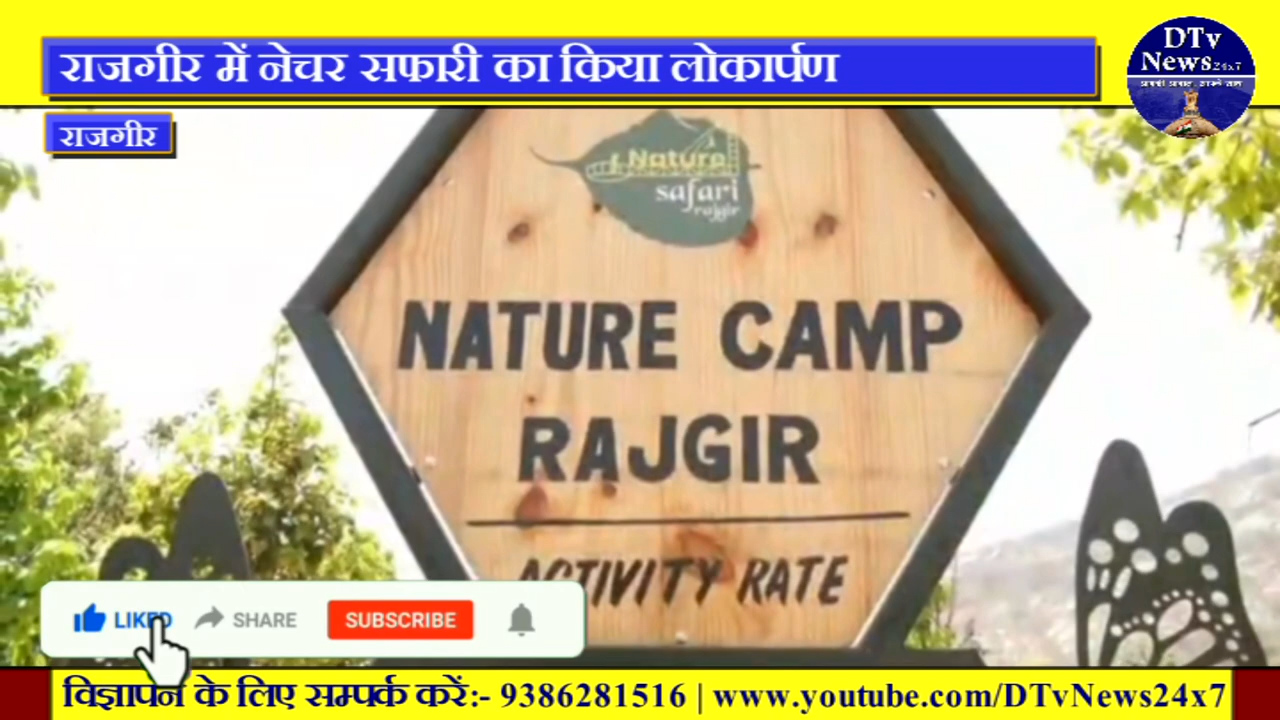 राजगीर में नेचर सफारी का किया लोकार्पण
DTv
News24x7
राजगीर
Nature
safari
rajgir
NATURE CAMP
RAJGIR
ACTIVITY RATE
LIKED SHARE SUBSCRIBE
विज्ञापन के लिए सम्पर्क करें:- 9386281516 | www.youtube.com/DTvNews24x7